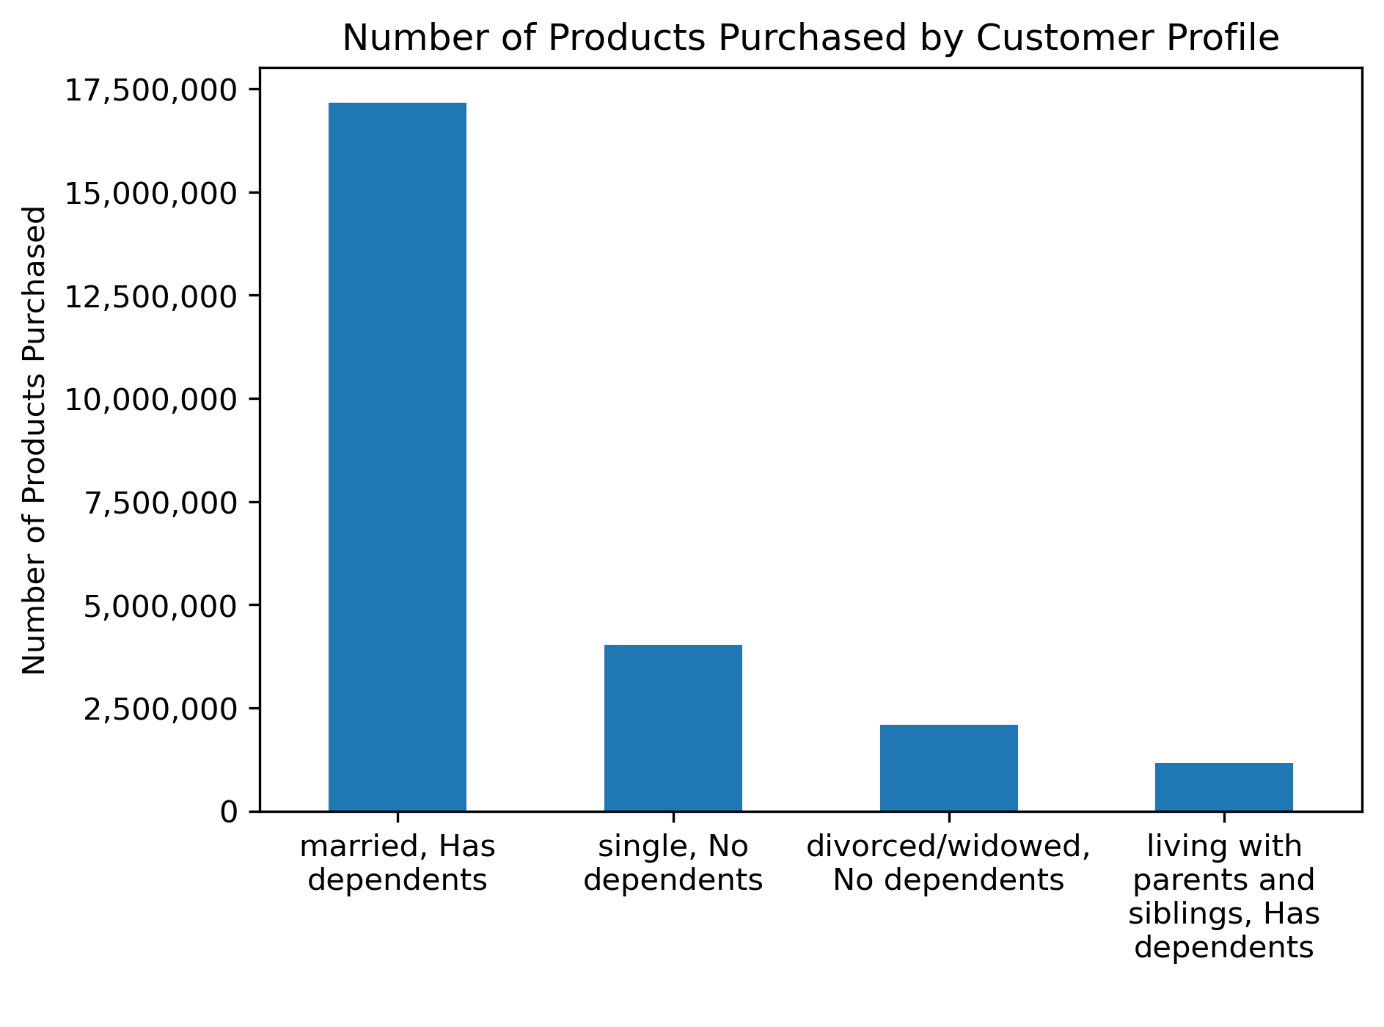 Number of Products Purchased by Customer Profile
Number of Products Purchased
17,500,000
15,000,000
12,500,000
10,000,000
7,500,000
5,000,000
2,500,000
0
married, Has
dependents
single, No
dependents
divorced/widowed,
No dependents
living with
parents and
siblings, Has
dependents